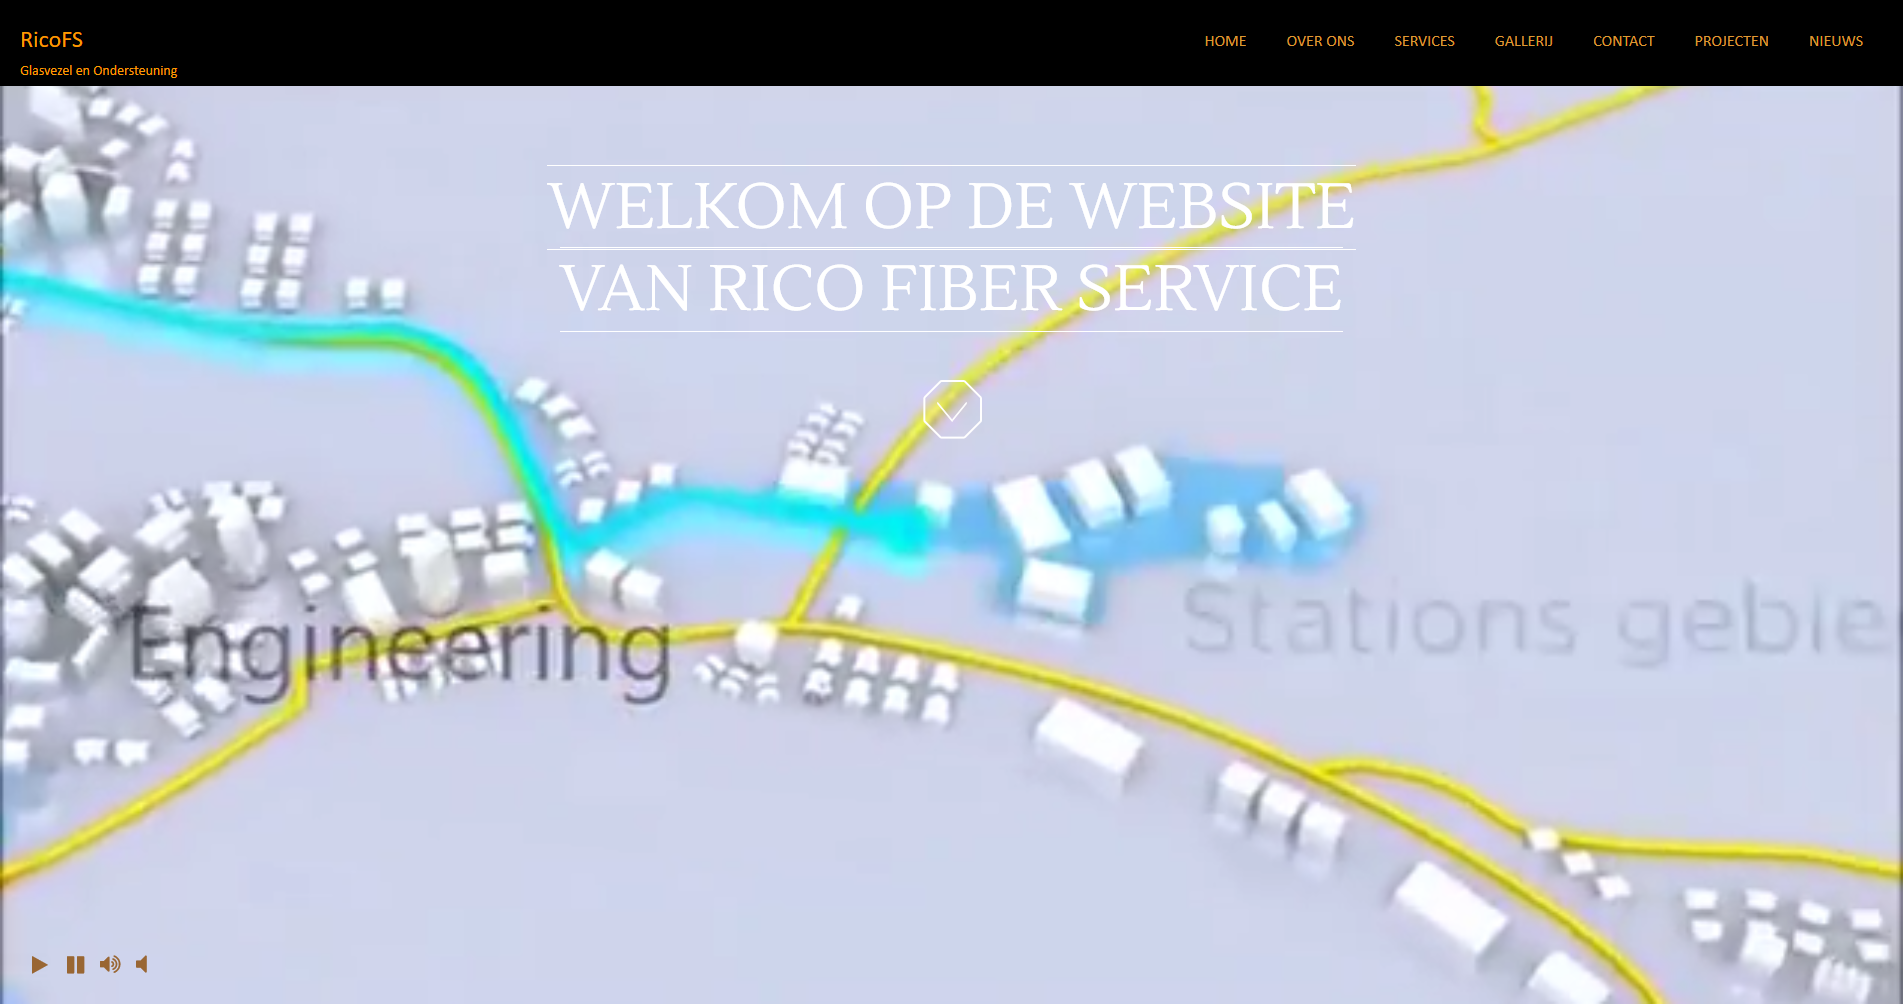 RicoFS
Glasvezel en Ondersteuning
HOME OVER ONS SERVICES GALLERIJ CONTACT PROJECTEN NIEUWS
WELKOM OP DE WEBSITE
VAN RICO FIBER SERVICE
Engineering
Stations gebie